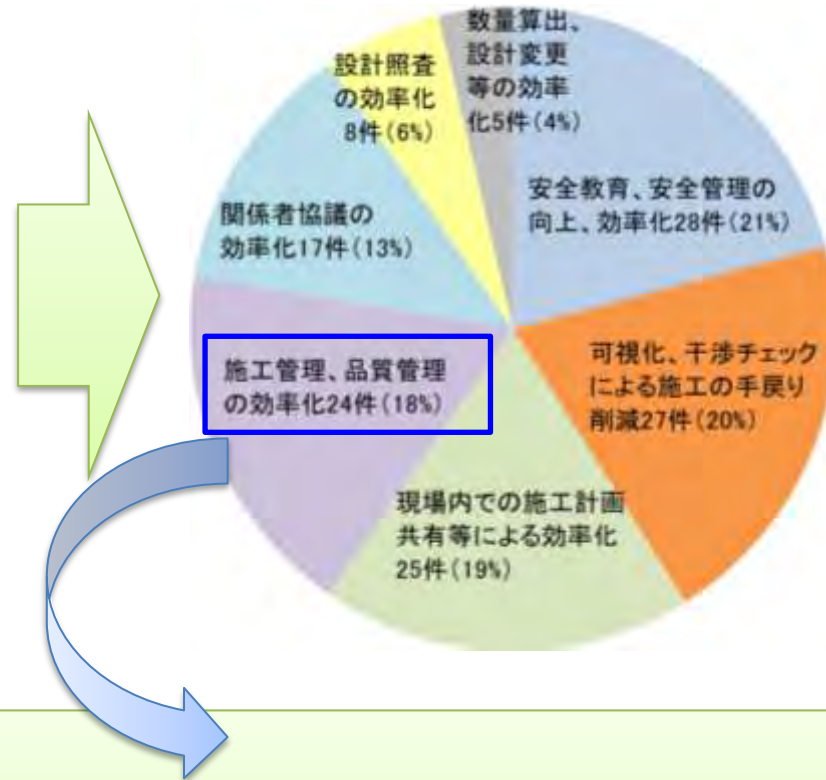 数量算出、
設計変更
等の効率
化5件(4%)
設計照査
の効率化
8件(6%)
安全教育、安全管理の
向上、効率化28件(21%)
関係者協議の
効率化17件(13%)
可視化、干渉チェック
による施工の手戻り
削減27件(20%)
施工管理、品質管理
の効率化24件(18%)
現場内での施工計画
共有等による効率化
25件(19%)